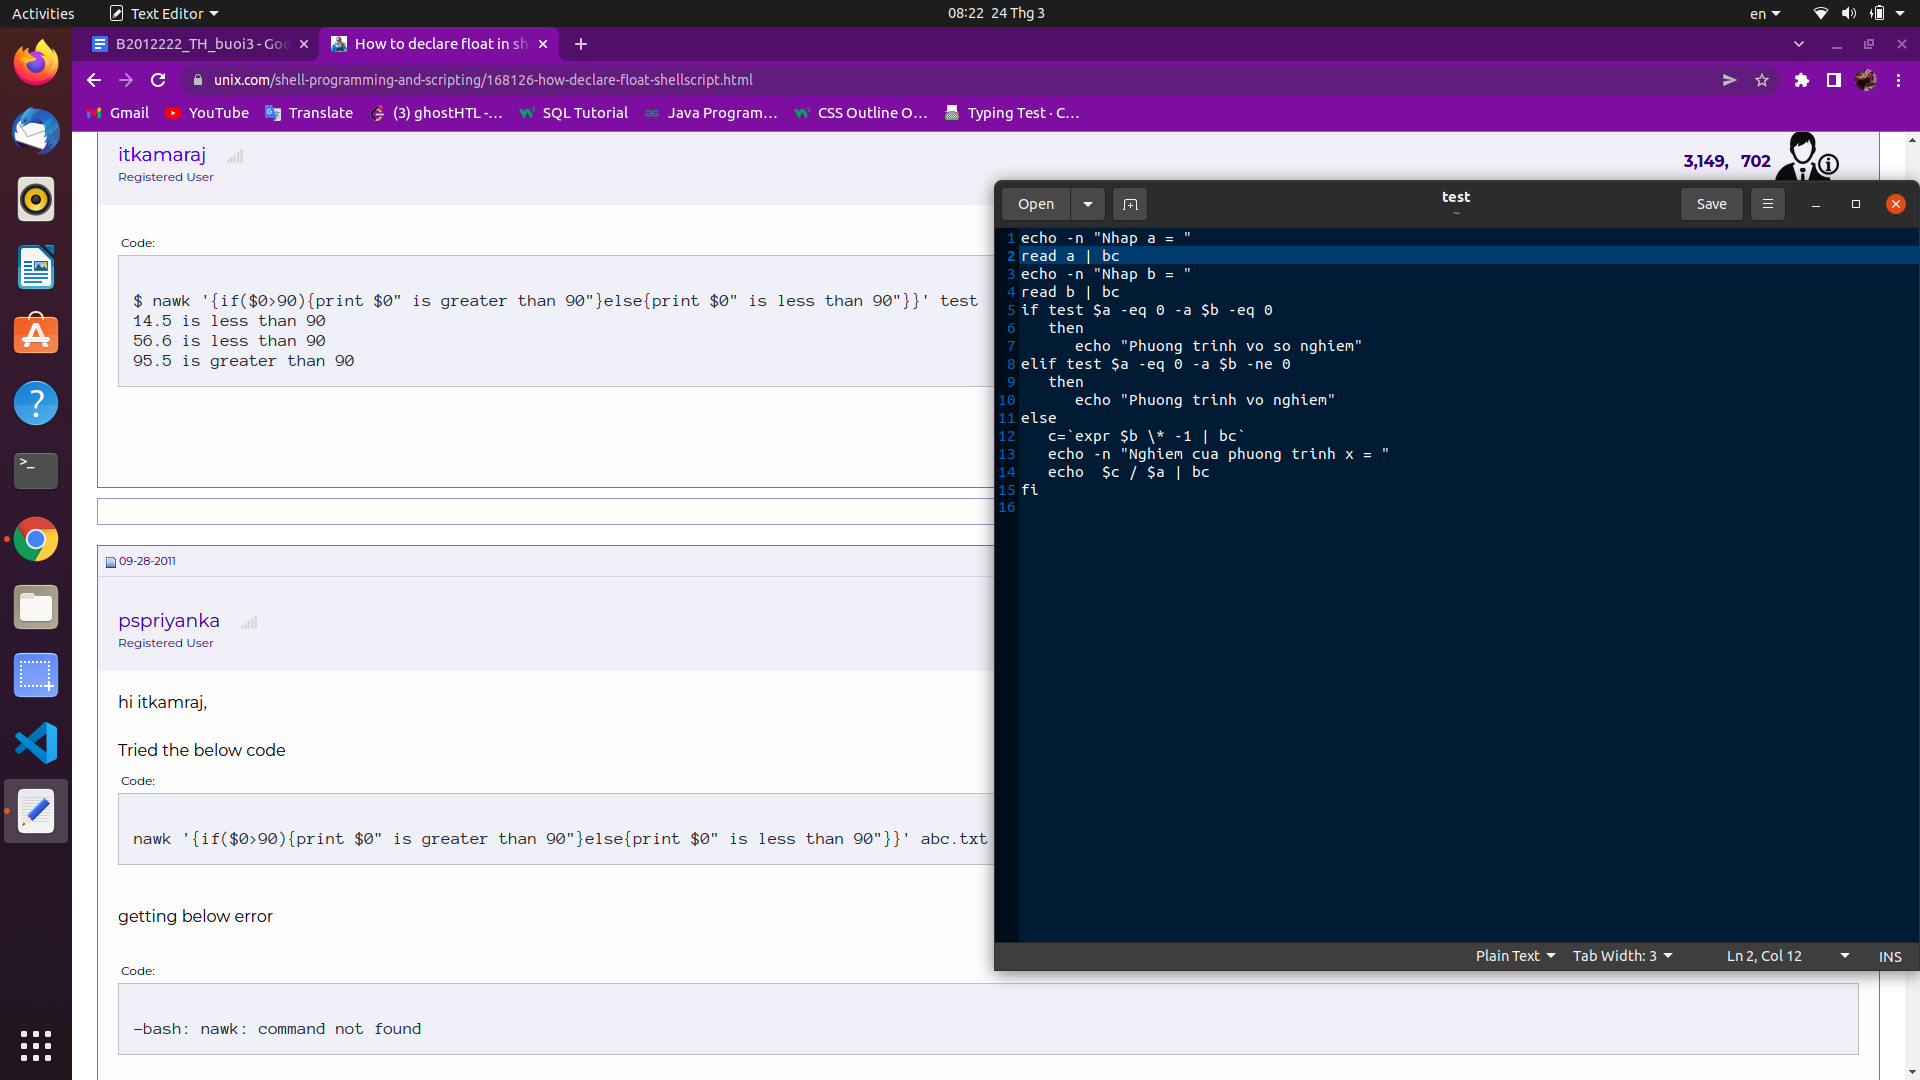 Activities
Text Editor
08:22 24 Thg 3
en
B2012222_TH_buoi3 - Goo
How to declare float in sh
unix.com/shell-programming-and-scripting/168126-how-declare-float-shellscript.html
Gmail
YouTube
Translate
(3) ghostHTL -...
SQL Tutorial
Java Program...
CSS Outline O...
Typing Test · C...
itkamaraj
Registered User
3,149, 702
Code:
$ nawk '{if($0>90){print $0" is greater than 90"}else{print $0" is less than 90"}}' test
14.5 is less than 90
56.6 is less than 90
95.5 is greater than 90
09-28-2011
pspriyanka
Registered User
hi itkamraj,
Tried the below code
Code:
nawk '{if($0>90){print $0" is greater than 90"}else{print $0" is less than 90"}}' abc.txt
getting below error
Code:
-bash: nawk: command not found
Open
test
~
Save
1 echo -n "Nhap a = "
2 read a | bc
3 echo -n "Nhap b = "
4 read b | bc
5 if test $a -eq 0 -a $b -eq 0
6    then
7       echo "Phuong trinh vo so nghiem"
8 elif test $a -eq 0 -a $b -ne 0
9    then
10       echo "Phuong trinh vo nghiem"
11 else
12    c=`expr $b \* -1 | bc`
13    echo -n "Nghiem cua phuong trinh x = "
14    echo  $c / $a | bc
15 fi
16
Plain Text
Tab Width: 3
Ln 2, Col 12
INS